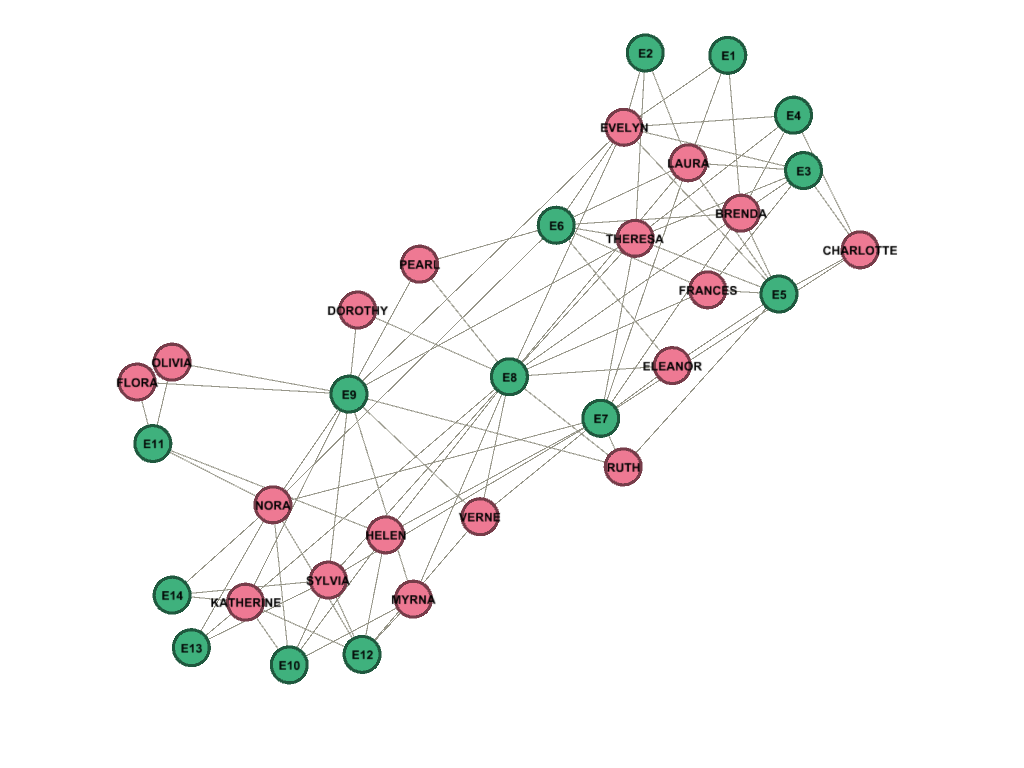 E2
E1
E4
EVELYN
LAURA
E3
BRENDA
E6
THERESA
CHARLOTTE
PEARL
FRANCES
E5
DOROTHY
OLIVIA
ELEANOR
E8
FLORA
E9
E7
E11
RUTH
NORA
VERNE
HELEN
SYLVIA
E14
KATHERINE
MYRNA
E13
E12
E10